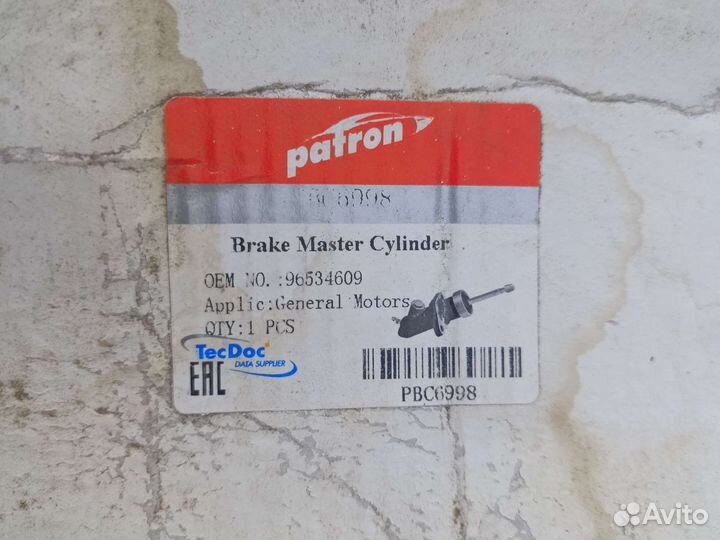 patron
BC6998
Brake Master Cylinder
OEM NO.:96534609
Applic:General Motors
QTY:1 PCS
TecDoc
DATA SUPPLIER
EAC
PBC6998
Avito